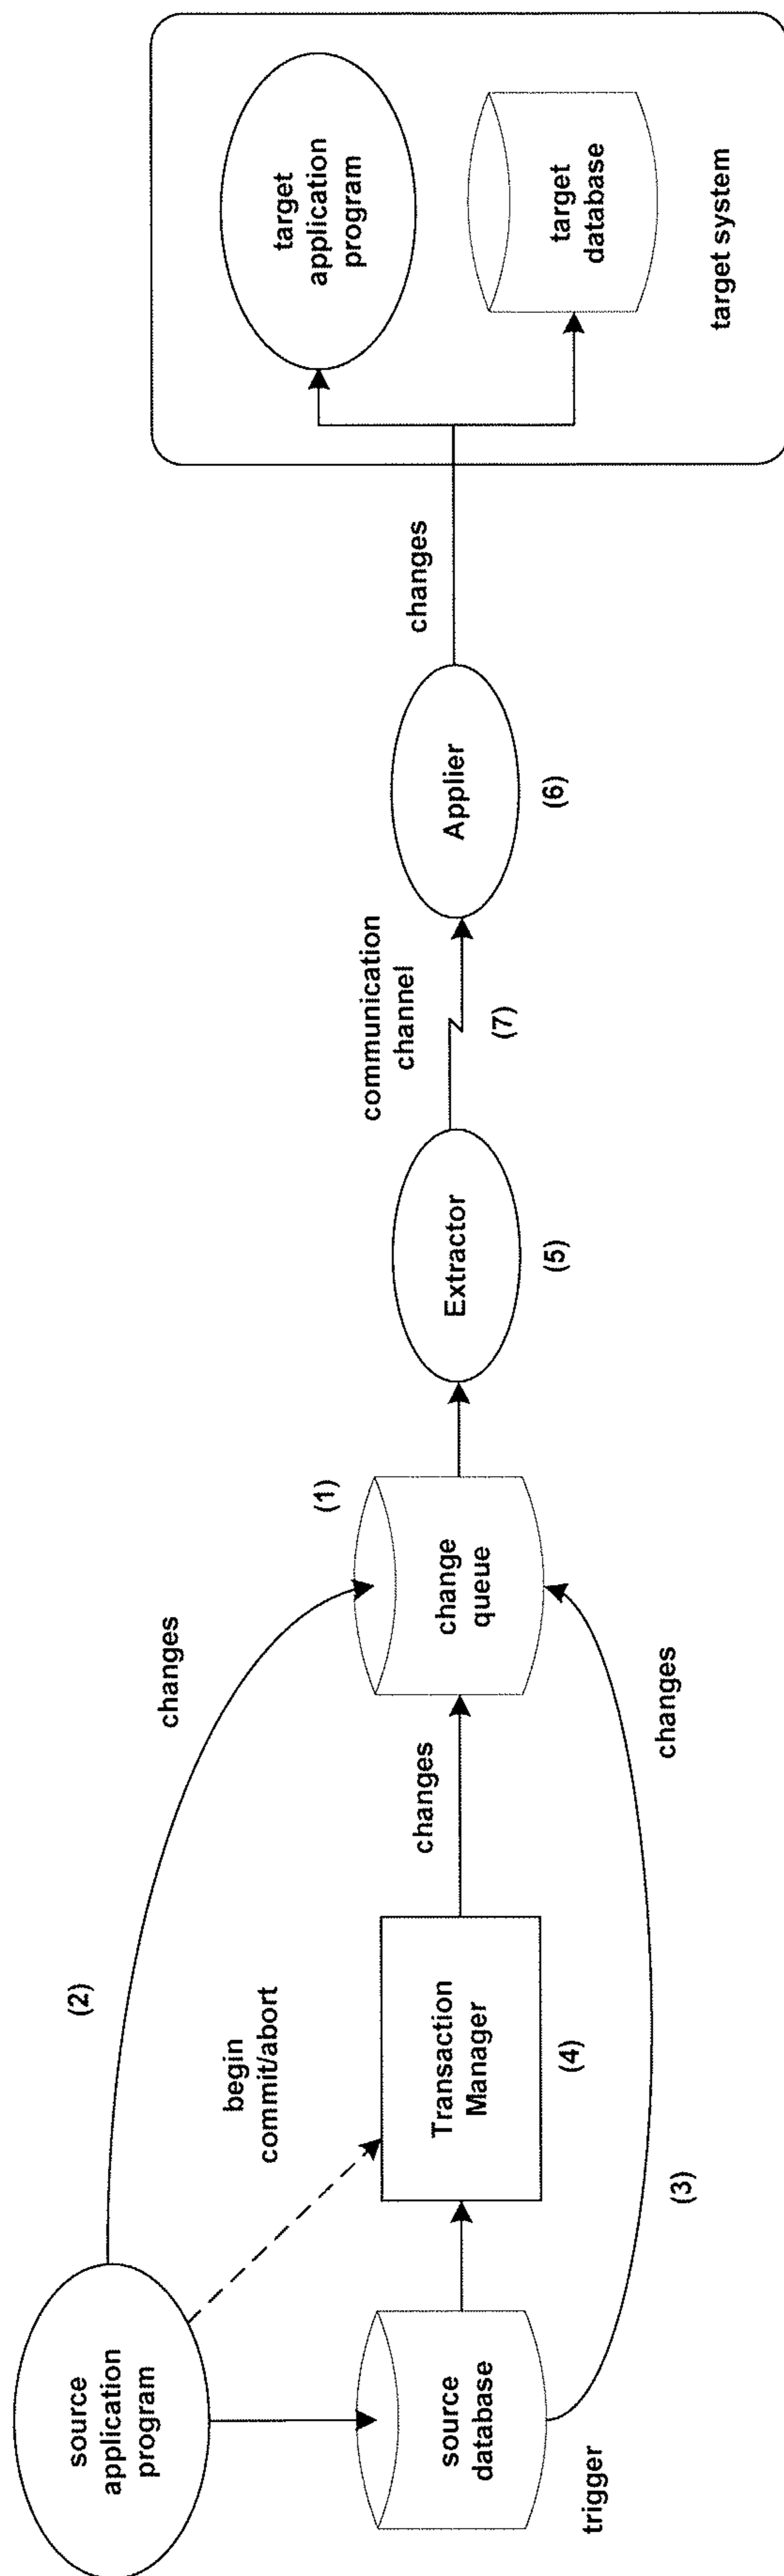 source
application
program
(2)
changes
begin
commit/abort
source
database
trigger
Transaction
Manager
(4)
(3)
changes
changes
change
queue
(1)
Extractor
(5)
communication
channel
(7)
Applier
(6)
changes
target
application
program
target
database
target system